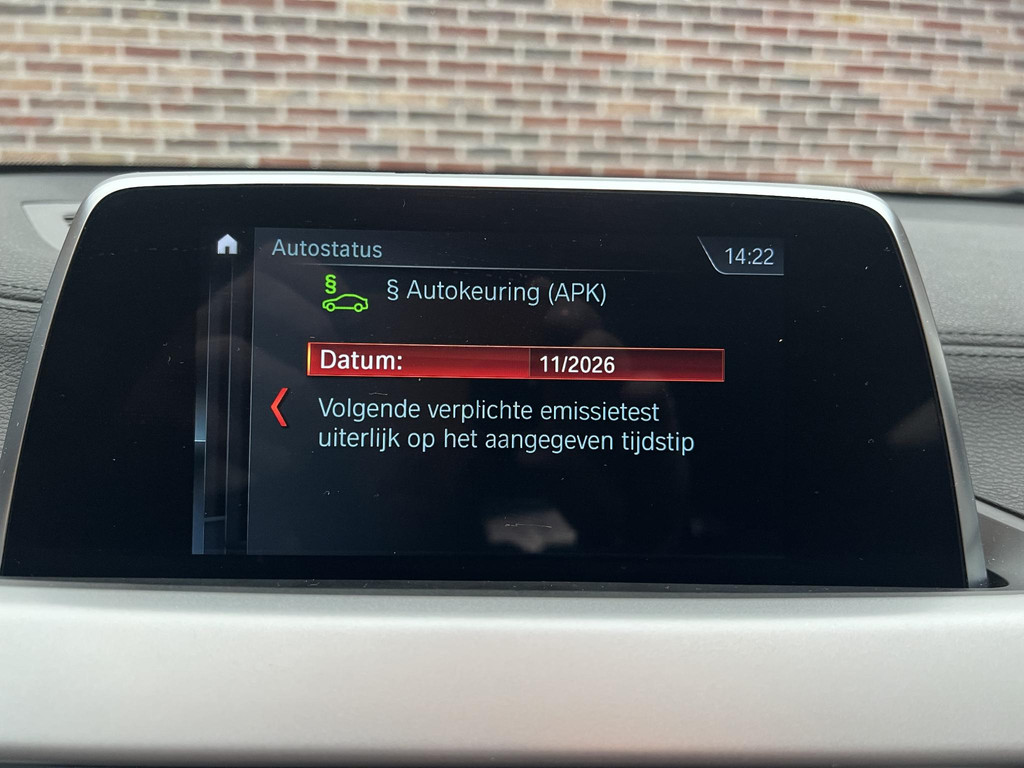 Autostatus
14:22
§
§ Autokeuring (APK)
Datum: 11/2026
Volgende verplichte emissietest
uiterlijk op het aangegeven tijdstip